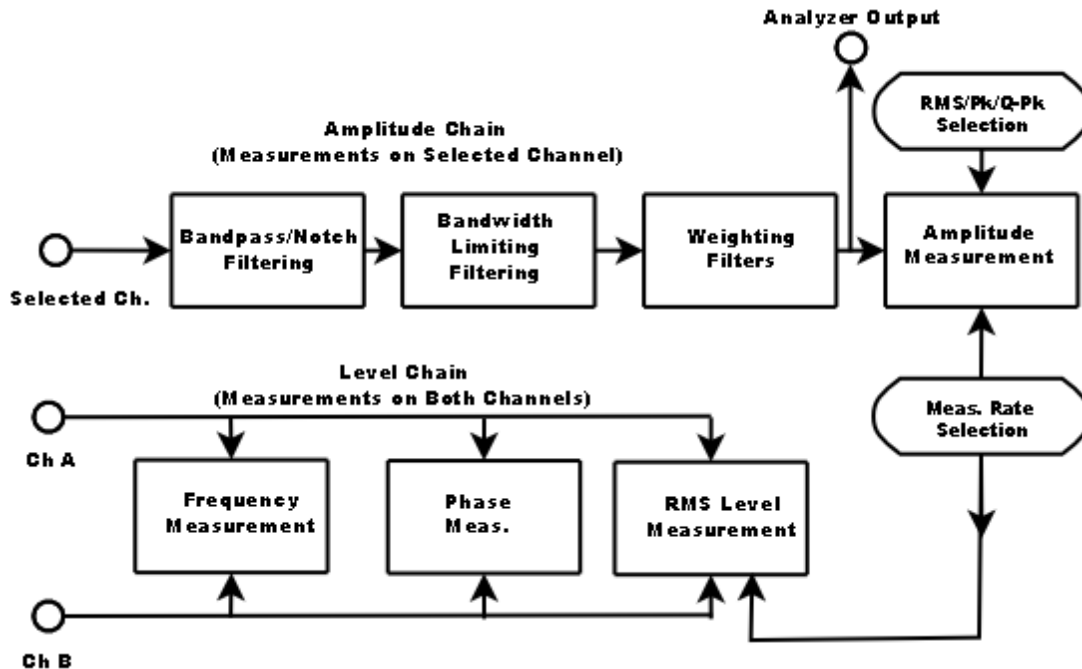 Analyzer Output
RMS/Pk/Q-Pk
Selection
Amplitude Chain
(Measurements on Selected Channel)
Bandpass/Notch
Filtering
Bandwidth
Limiting
Filtering
Weighting
Filters
Amplitude
Measurement
Selected Ch.
Level Chain
(Measurements on Both Channels)
Meas. Rate
Selection
Ch A
Frequency
Measurement
Phase
Meas.
RMS Level
Measurement
Ch B